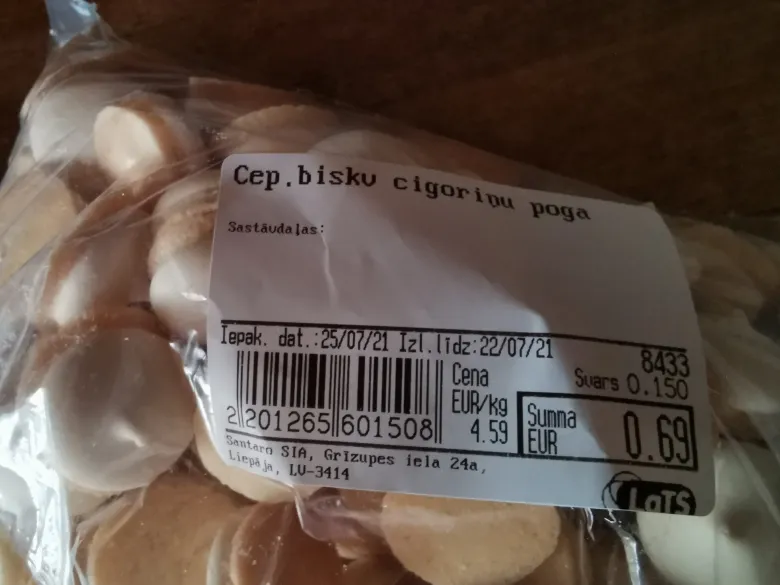 Cep.biskv cigoriņu poga
Sastāvdaļas:
Iepak. dat.:25/07/21 Izl.līdz:22/07/21
8433
Svars 0.150
Cena
EUR/kg
4.59
Summa
EUR
0.69
2 201265 601508
Santaro SIA, Grīzupes iela 24a,
Liepāja, LV-3414
LaTS